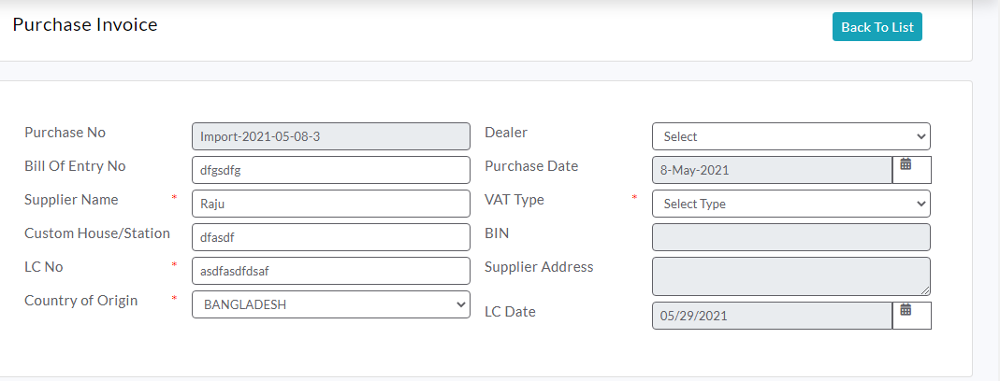 Purchase Invoice
Back To List
Purchase No
Import-2021-05-08-3
Dealer
Select
Bill Of Entry No
dfgsdfg
Purchase Date
8-May-2021
Supplier Name *
Raju
VAT Type *
Select Type
Custom House/Station
dfasdf
BIN
LC No *
asdfasdfdsaf
Supplier Address
Country of Origin *
BANGLADESH
LC Date
05/29/2021